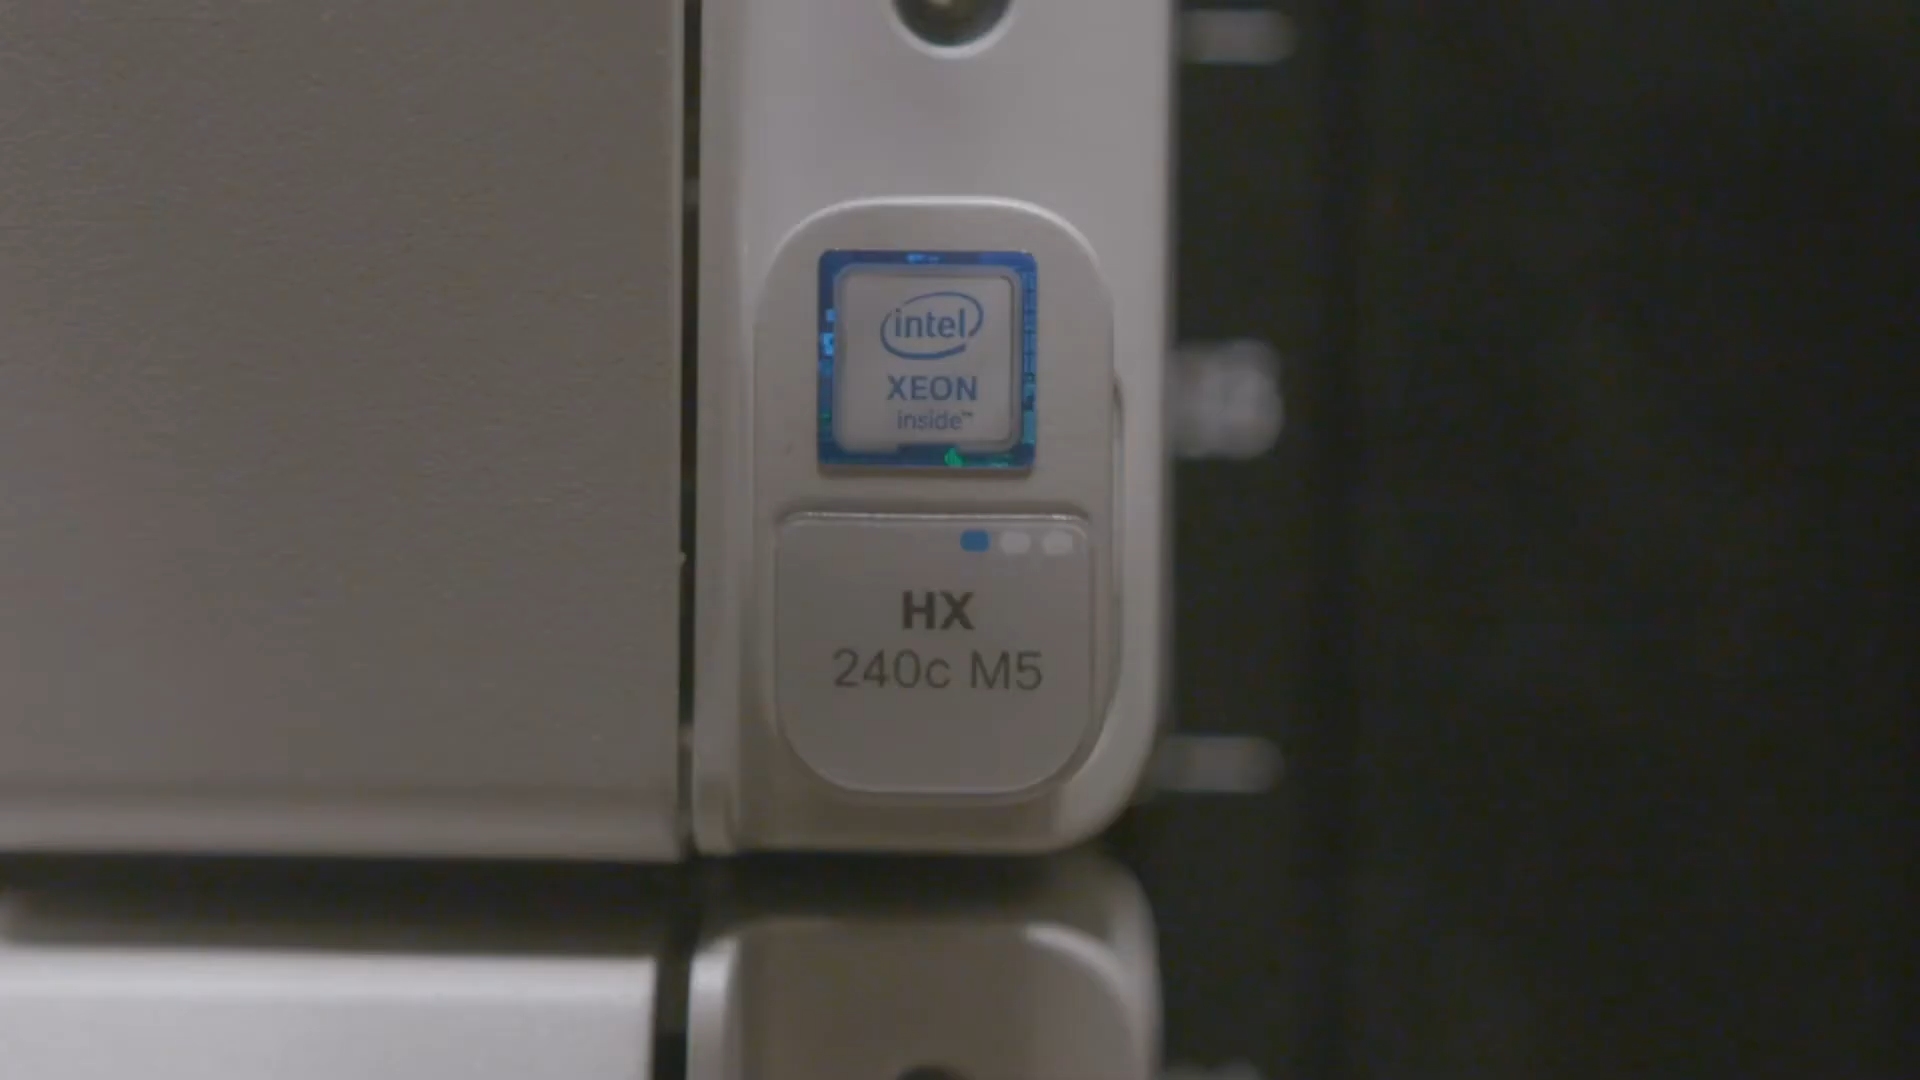 intel
XEON
inside™
HX
240c M5